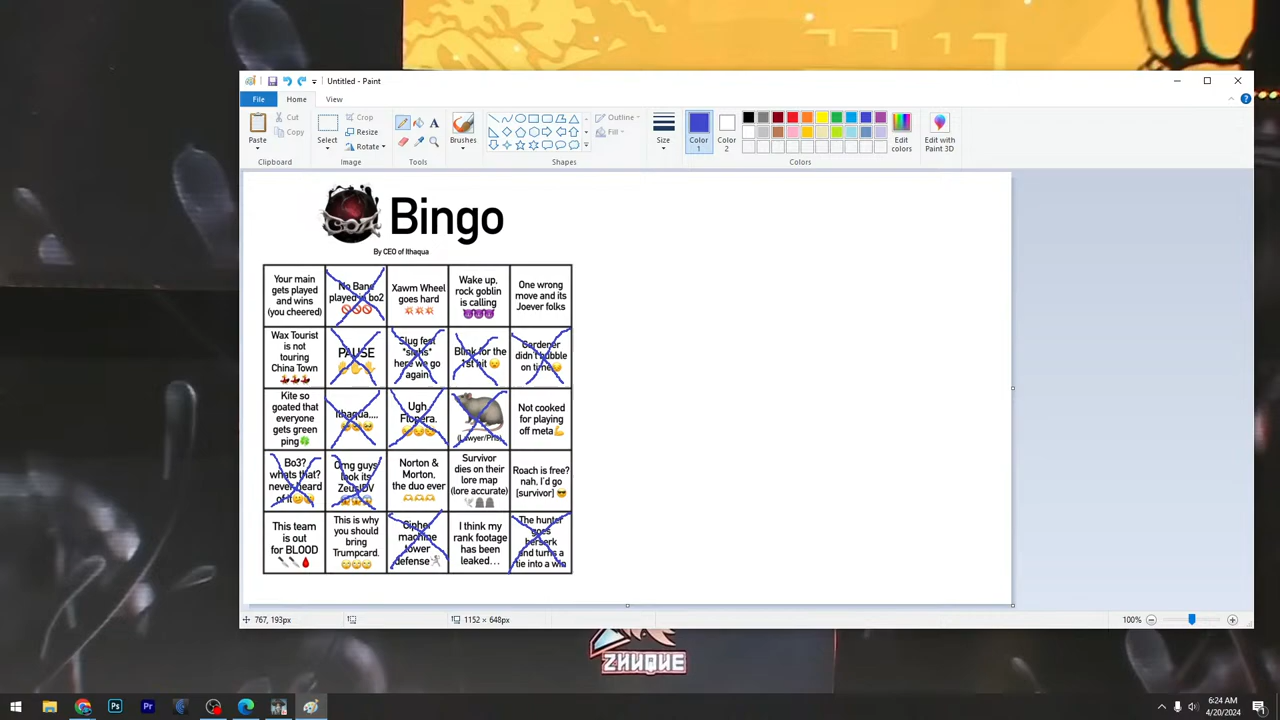 Untitled - Paint
File
Home
View
Paste
Cut
Copy
Clipboard
Select
Crop
Resize
Rotate
Image
Tools
Brushes
Outline
Fill
Shapes
Size
Color
1
Color
2
Edit
colors
Edit with
Paint 3D
Colors
COA
Bingo
By CEO of Ithaqua
Your main
gets played
and wins
(you cheered)
No Bane
played in bo2
Xawm Wheel
goes hard
Wake up,
rock goblin
is calling
One wrong
move and its
Joever folks
Wax Tourist
is not
touring
China Town
PAUSE
Slug fest
*sighs*
here we go
again
Blink for the
1st hit
Gardener
didn't bubble
on time
Kite so
goated that
everyone
gets green
ping
Ithaqua....
Ugh,
Flopera.
(Lawyer/Pris)
Not cooked
for playing
off meta
Bo3?
whats that?
never heard
of it
Omg guys
look its
ZeusIDV
Norton &
Morton,
the duo ever
Survivor
dies on their
lore map
(lore accurate)
Roach is free?
nah, I'd go
[survivor]
This team
is out
for BLOOD
This is why
you should
bring
Trumpcard.
Cipher
machine
tower
defense
I think my
rank footage
has been
leaked...
The hunter
goes
berserk
and turns a
tie into a win
767, 193px
1152 × 648px
100%
ZHUQUE
Ps
Pr
6:24 AM
4/20/2024